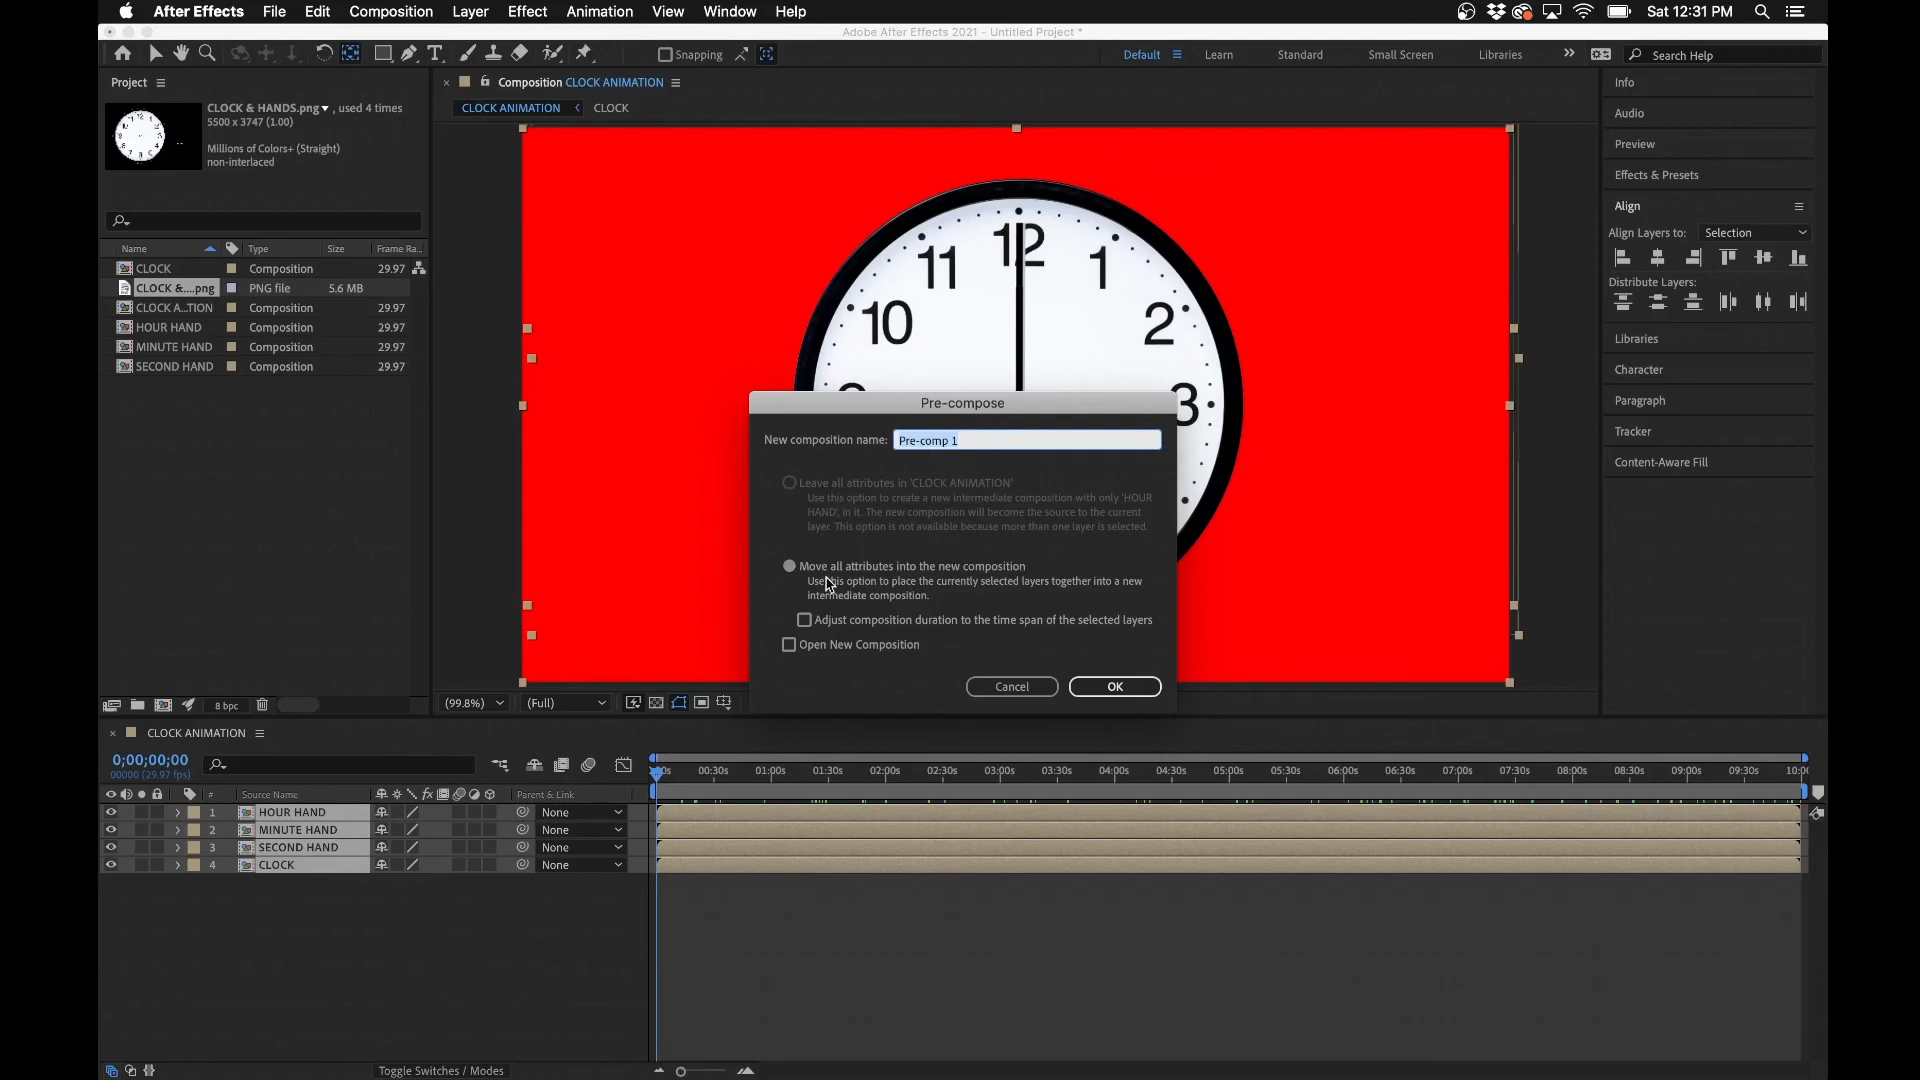 After Effects File Edit Composition Layer Effect Animation View Window Help Sat 12:31 PM
Adobe After Effects 2021 - Untitled Project *
Snapping Default Learn Standard Small Screen Libraries Search Help
Project
CLOCK & HANDS.png , used 4 times
5500 x 3747 (1.00)
Millions of Colors+ (Straight)
non-interlaced
Name Type Size Frame Ra...
CLOCK Composition 29.97
CLOCK &....png PNG file 5.6 MB
CLOCK A...TION Composition 29.97
HOUR HAND Composition 29.97
MINUTE HAND Composition 29.97
SECOND HAND Composition 29.97
8 bpc
Composition CLOCK ANIMATION
CLOCK ANIMATION CLOCK
12
11 1
10 2
3
Pre-compose
New composition name: Pre-comp 1
Leave all attributes in 'CLOCK ANIMATION'
Use this option to create a new intermediate composition with only 'HOUR
HAND', in it. The new composition will become the source to the current
layer. This option is not available because more than one layer is selected.
Move all attributes into the new composition
Use this option to place the currently selected layers together into a new
intermediate composition.
Adjust composition duration to the time span of the selected layers
Open New Composition
Cancel OK
(99.8%) (Full)
Info
Audio
Preview
Effects & Presets
Align
Align Layers to: Selection
Distribute Layers:
Libraries
Character
Paragraph
Tracker
Content-Aware Fill
CLOCK ANIMATION
0;00;00;00
00000 (29.97 fps)
00:30s 01:00s 01:30s 02:00s 02:30s 03:00s 03:30s 04:00s 04:30s 05:00s 05:30s 06:00s 06:30s 07:00s 07:30s 08:00s 08:30s 09:00s 09:30s 10:0
# Source Name fx Parent & Link
1 HOUR HAND None
2 MINUTE HAND None
3 SECOND HAND None
4 CLOCK None
Toggle Switches / Modes